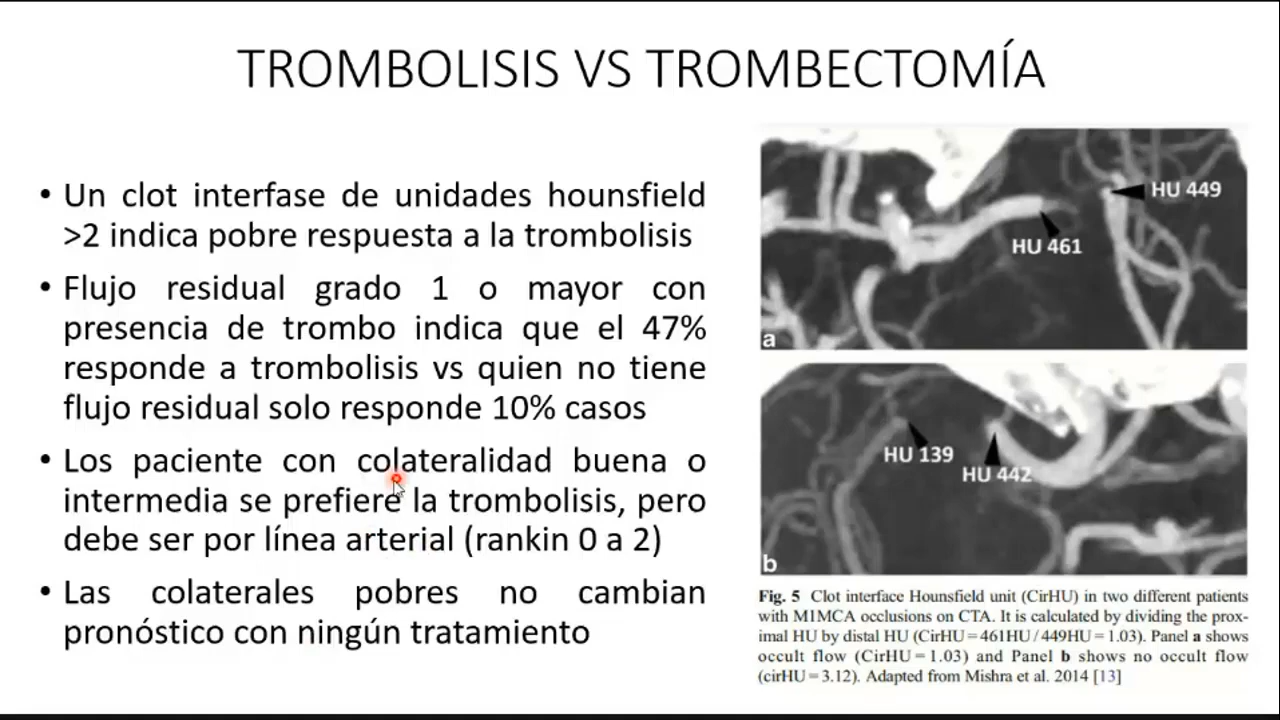 TROMBOLISIS VS TROMBECTOMÍA
• Un clot interfase de unidades hounsfield
>2 indica pobre respuesta a la trombolisis
• Flujo residual grado 1 o mayor con
presencia de trombo indica que el 47%
responde a trombolisis vs quien no tiene
flujo residual solo responde 10% casos
• Los paciente con colateralidad buena o
intermedia se prefiere la trombolisis, pero
debe ser por línea arterial (rankin 0 a 2)
• Las colaterales pobres no cambian
pronóstico con ningún tratamiento
HU 449
HU 461
a
HU 139
HU 442
b
Fig. 5 Clot interface Hounsfield unit (CirHU) in two different patients
with M1MCA occlusions on CTA. It is calculated by dividing the prox-
imal HU by distal HU (CirHU=461HU/449HU=1.03). Panel a shows
occult flow (CirHU=1.03) and Panel b shows no occult flow
(cirHU=3.12). Adapted from Mishra et al. 2014 [13]